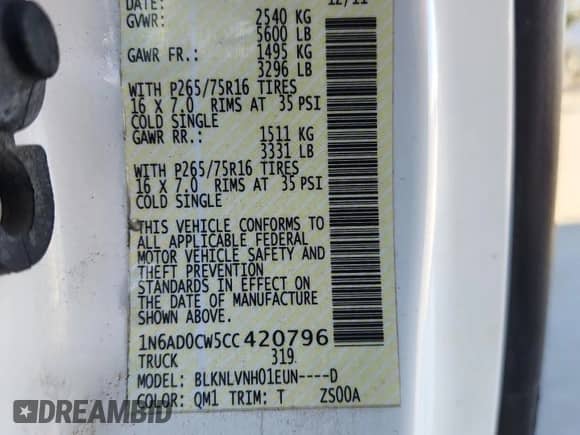 DATE: 12/11
GVWR: 2540 KG
5600 LB
GAWR FR.: 1495 KG
3296 LB
WITH P265/75R16 TIRES
16 X 7.0 RIMS AT 35 PSI
COLD SINGLE
GAWR RR.: 1511 KG
3331 LB
WITH P265/75R16 TIRES
16 X 7.0 RIMS AT 35 PSI
COLD SINGLE
THIS VEHICLE CONFORMS TO
ALL APPLICABLE FEDERAL
MOTOR VEHICLE SAFETY AND
THEFT PREVENTION
STANDARDS IN EFFECT ON
THE DATE OF MANUFACTURE
SHOWN ABOVE.
1N6AD0CW5CC420796
TRUCK 319
MODEL: BLKNLVNH01EUN----D
COLOR: QM1 TRIM: T ZS00A
RIDESAFELY.COM